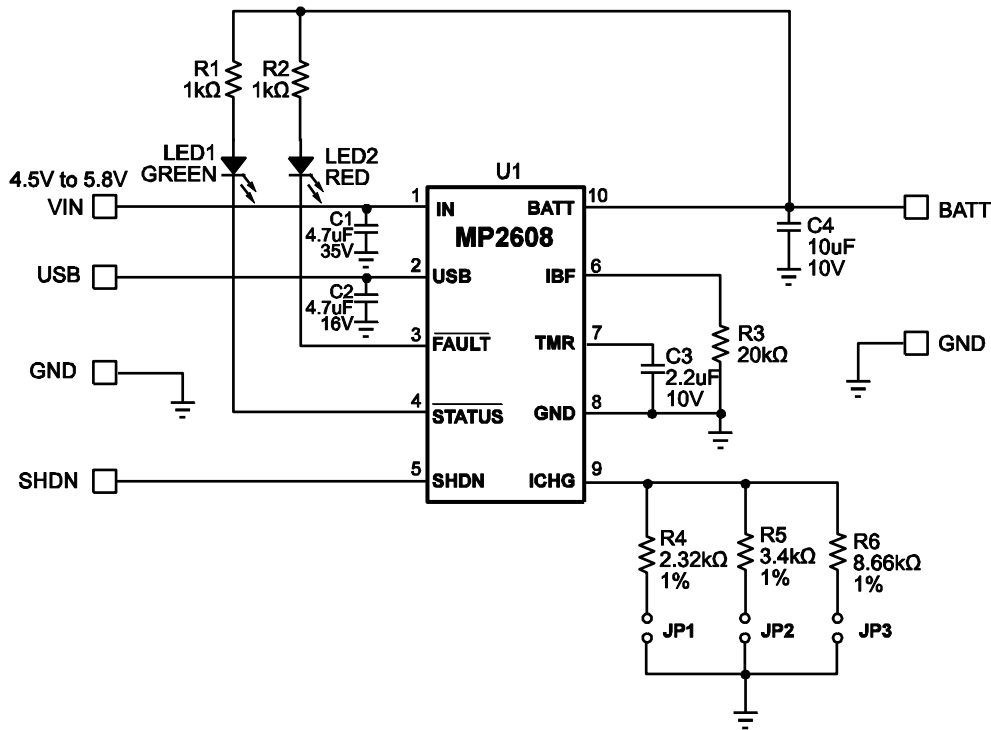 R1
1kΩ
R2
1kΩ
LED1
GREEN
LED2
RED
4.5V to 5.8V
VIN
USB
GND
SHDN
C1
4.7uF
35V
C2
4.7uF
16V
U1
MP2608
1
IN
2
USB
3
FAULT
4
STATUS
5
SHDN
10
BATT
6
IBF
7
TMR
8
GND
9
ICHG
BATT
C4
10uF
10V
R3
20kΩ
C3
2.2uF
10V
GND
R4
2.32kΩ
1%
R5
3.4kΩ
1%
R6
8.66kΩ
1%
JP1
JP2
JP3